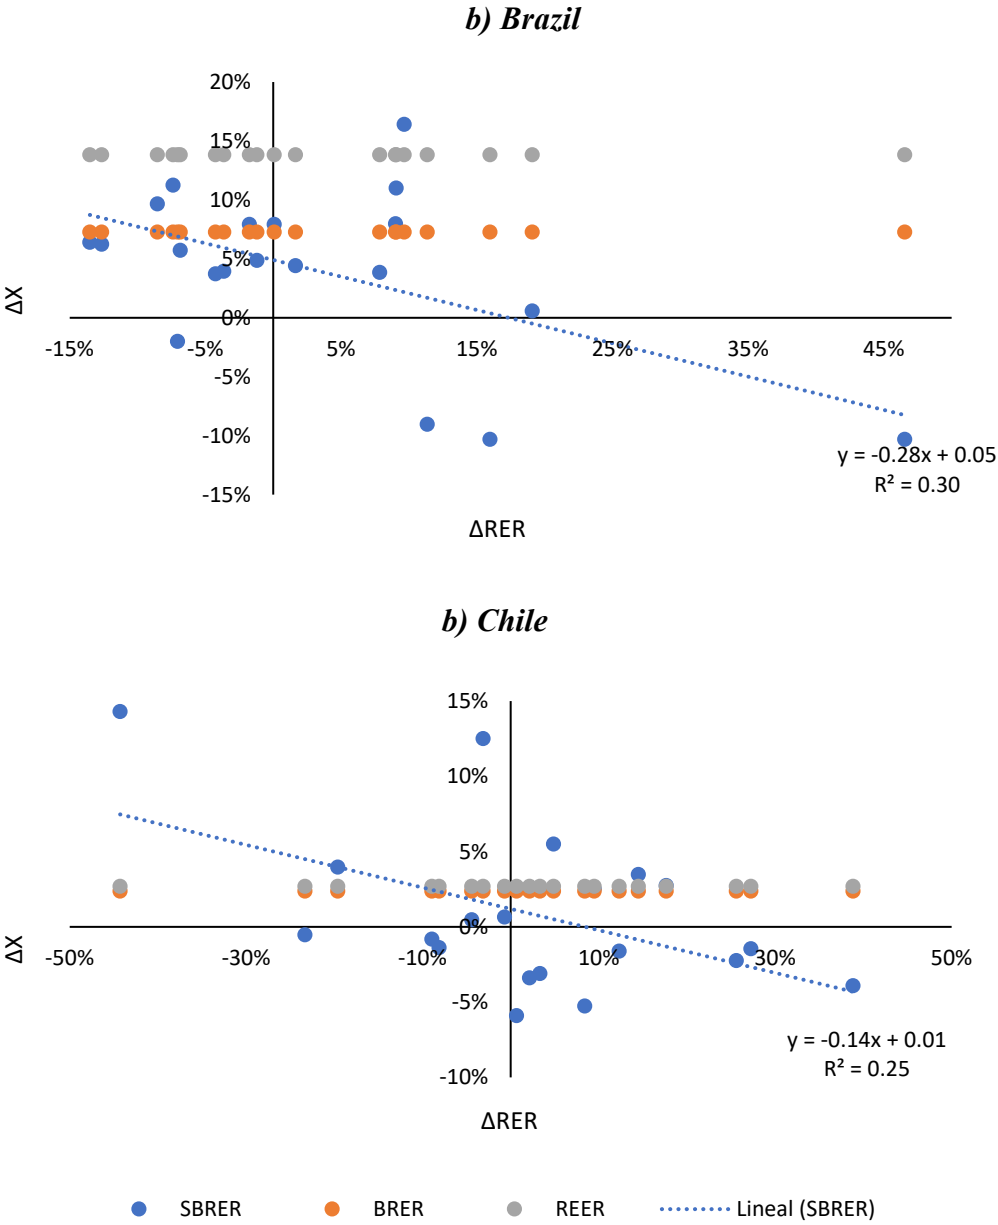 b) Brazil
20%
15%
10%
5%
0%
-15% -5% 5% 15% 25% 35% 45%
-5%
-10%
-15%
ΔX
y = -0.28x + 0.05
R² = 0.30
ΔRER
b) Chile
15%
10%
5%
0%
-50% -30% -10% 10% 30% 50%
-5%
-10%
ΔX
y = -0.14x + 0.01
R² = 0.25
ΔRER
SBRER BRER REER Lineal (SBRER)